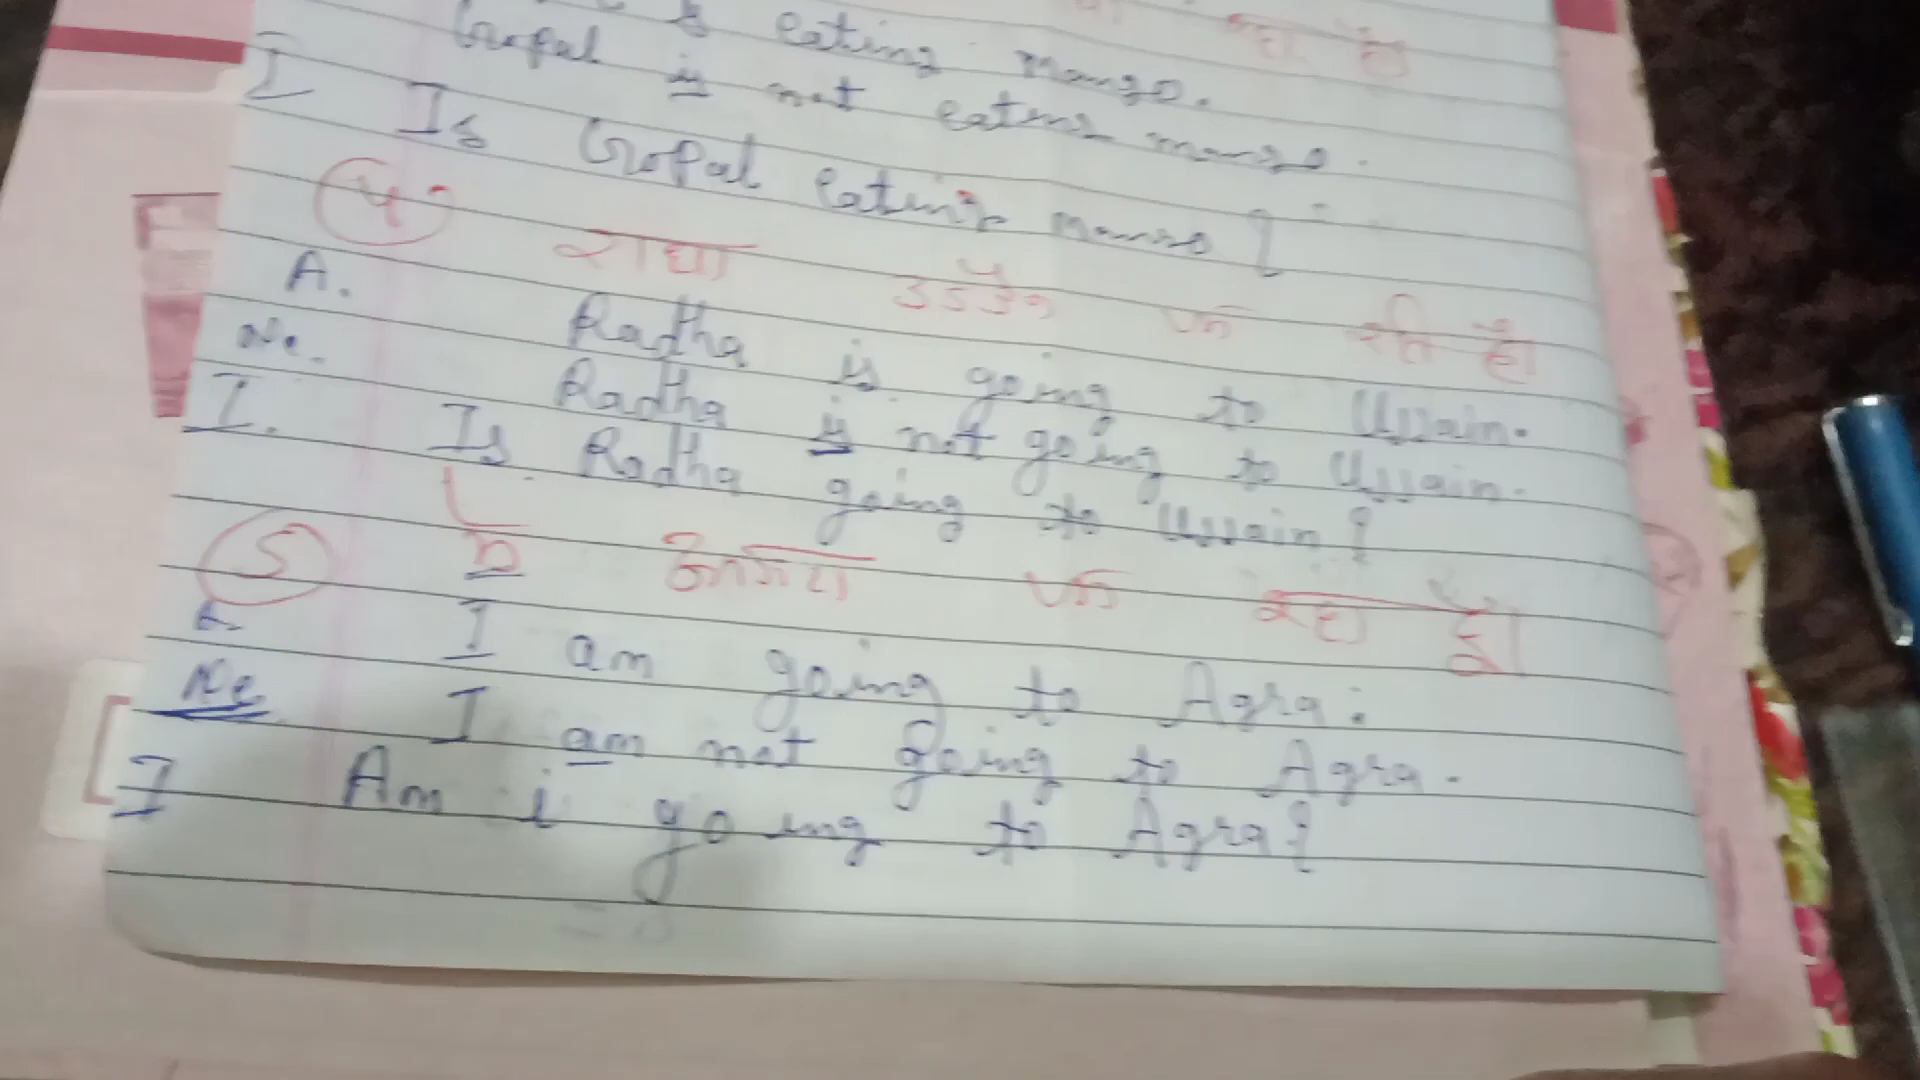 is eating mango.
Gopal is not eating mango.
I Is Gopal eating mango?
4.
राधा उज्जैन जा रही है।
A. Radha is going to Ujjain.
Ne. Radha is not going to Ujjain.
I. Is Radha going to Ujjain?
5 मैं आगरा जा रहा हूँ।
A. I am going to Agra.
Ne I am not going to Agra.
I Am i going to Agra?